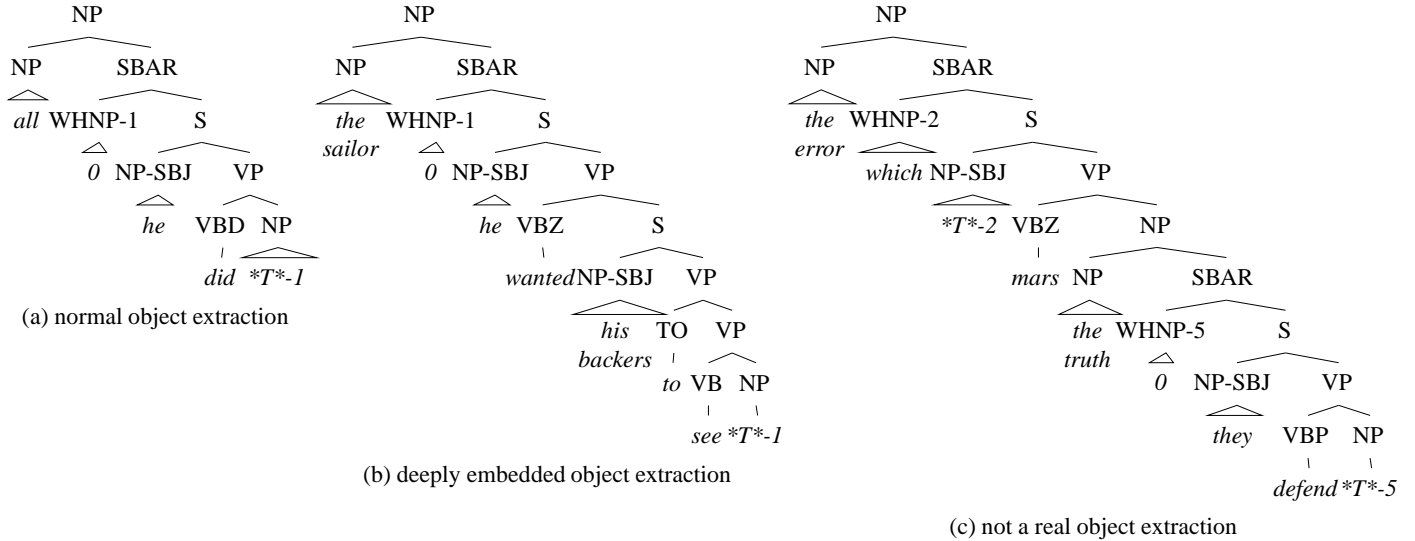 NP NP NP
NP SBAR NP SBAR NP SBAR
all WHNP-1 S the WHNP-1 S the WHNP-2 S
sailor error
0 NP-SBJ VP 0 NP-SBJ VP which NP-SBJ VP
he VBD NP he VBZ S *T*-2 VBZ NP
did *T*-1 wanted NP-SBJ VP mars NP SBAR
(a) normal object extraction
his TO VP the WHNP-5 S
backers truth
to VB NP 0 NP-SBJ VP
see *T*-1 they VBP NP
(b) deeply embedded object extraction
defend *T*-5
(c) not a real object extraction